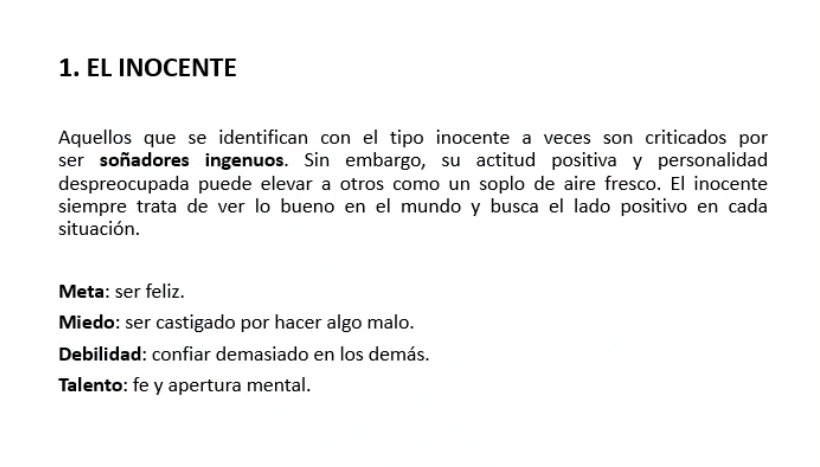 1. EL INOCENTE
Aquellos que se identifican con el tipo inocente a veces son criticados por
ser soñadores ingenuos. Sin embargo, su actitud positiva y personalidad
despreocupada puede elevar a otros como un soplo de aire fresco. El inocente
siempre trata de ver lo bueno en el mundo y busca el lado positivo en cada
situación.
Meta: ser feliz.
Miedo: ser castigado por hacer algo malo.
Debilidad: confiar demasiado en los demás.
Talento: fe y apertura mental.